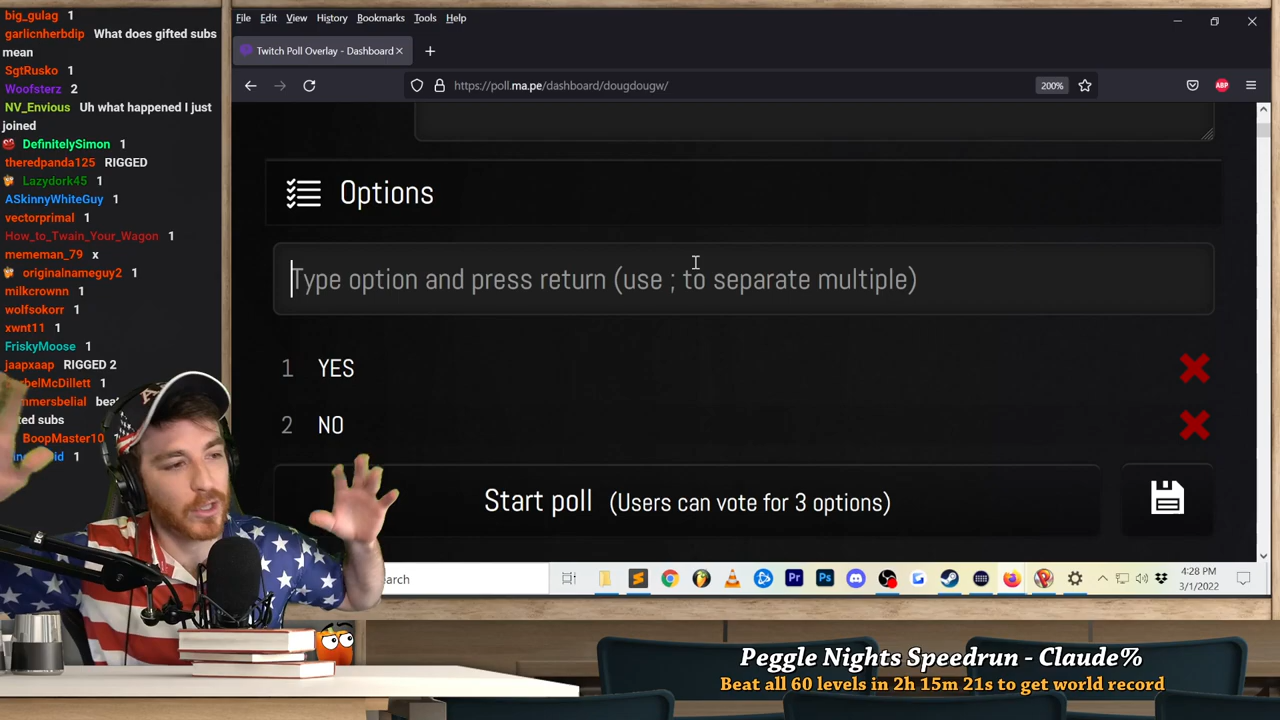 big_gulag 1
garlicnherbdip What does gifted subs
mean
SgtRusko 1
Woofsterz 2
NV_Envious Uh what happened I just
joined
DefinitelySimon 1
theredpanda125 RIGGED
Lazydork45 1
ASkinnyWhiteGuy 1
vectorprimal 1
How_to_Twain_Your_Wagon 1
mememan_79 x
originalnameguy2 1
milkcrownn 1
wolfsokorr 1
xwnt11 1
FriskyMoose 1
jaapxaap RIGGED 2
BoopMaster10
File Edit View History Bookmarks Tools Help
Twitch Poll Overlay - Dashboard
https://poll.ma.pe/dashboard/dougdougw/
200%
ABP
Options
Type option and press return (use ; to separate multiple)
1 YES
2 NO
Start poll (Users can vote for 3 options)
Pr Ps
4:28 PM
3/1/2022
Peggle Nights Speedrun - Claude%
Beat all 60 levels in 2h 15m 21s to get world record